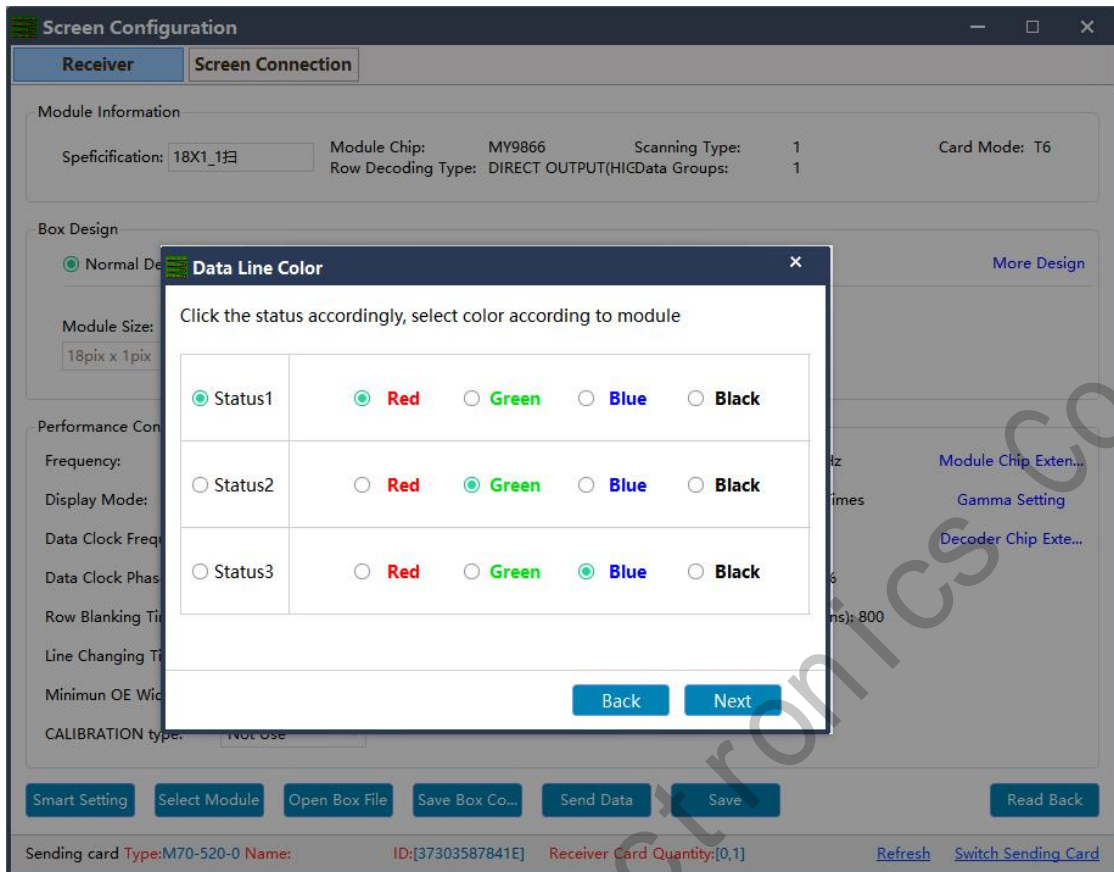 Screen Configuration
Receiver Screen Connection
Module Information
Speficification: 18X1_1扫 Module Chip: MY9866 Scanning Type: 1 Card Mode: T6
Row Decoding Type: DIRECT OUTPUT(HIG Data Groups: 1
Box Design
Normal De More Design
Data Line Color
Click the status accordingly, select color according to module
Module Size:
18pix x 1pix
Status1 Red Green Blue Black
Performance Con
Frequency: Hz Module Chip Exten...
Status2 Red Green Blue Black
Display Mode: imes Gamma Setting
Data Clock Frequ Decoder Chip Exte...
Status3 Red Green Blue Black
Data Clock Phas %
Row Blanking Ti ns): 800
Line Changing Ti
Minimun OE Wid
Back Next
CALIBRATION type: Not Use
Smart Setting Select Module Open Box File Save Box Co... Send Data Save Read Back
Sending card Type:M70-520-0 Name: ID:[37303587841E] Receiver Card Quantity:[0,1] Refresh Switch Sending Card
ctronics Co